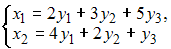 x₁ = 2y₁ + 3y₂ + 5y₃,
x₂ = 4y₁ + 2y₂ + y₃